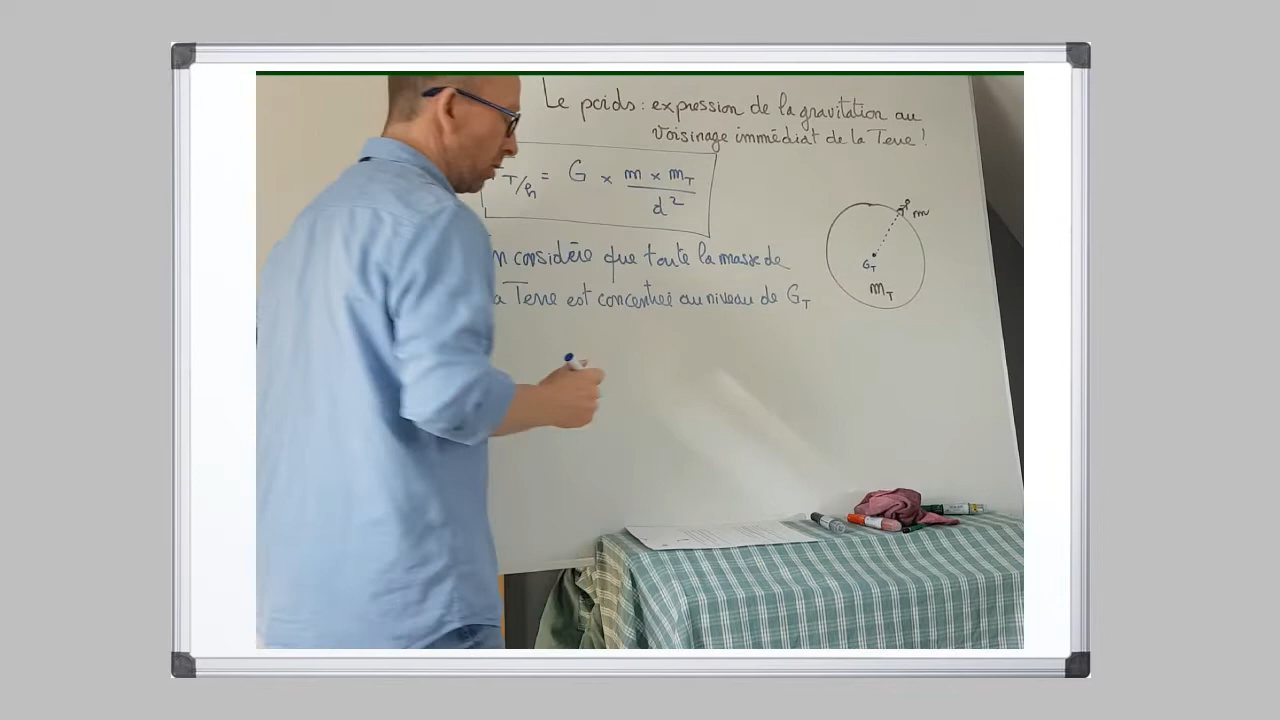 Le poids : expression de la gravitation au
voisinage immédiat de la Terre !
T/h = G × m × mT
d²
n considère que toute la masse de
a Terre est concentrée au niveau de GT
m
GT
mT